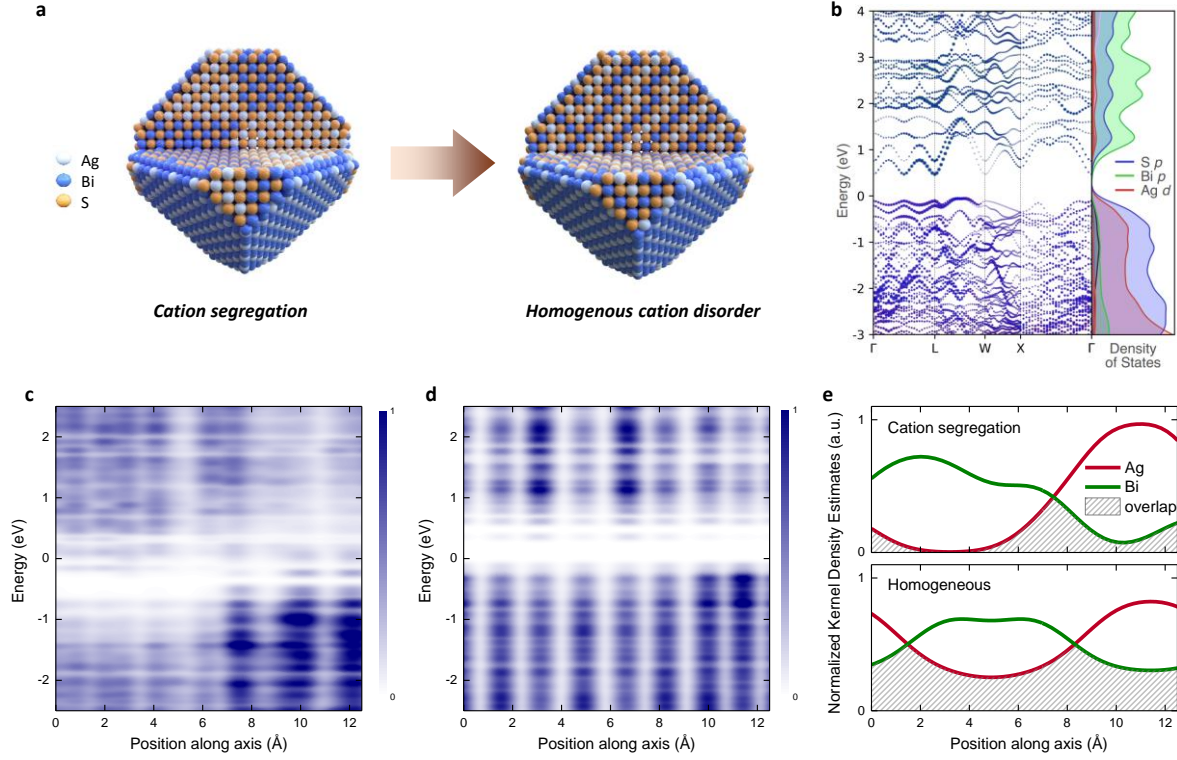 a
Ag
Bi
S
Cation segregation
Homogenous cation disorder
b
Energy (eV)
4
3
2
1
0
-1
-2
-3
Γ
L
W
X
Γ
S p
Bi p
Ag d
Density
of States
c
Energy (eV)
2
1
0
-1
-2
0
2
4
6
8
10
12
Position along axis (Å)
1
0
d
Energy (eV)
2
1
0
-1
-2
0
2
4
6
8
10
12
Position along axis (Å)
1
0
e
Normalized Kernel Density Estimates (a.u.)
1
0
Cation segregation
Ag
Bi
overlap
1
0
Homogeneous
0
2
4
6
8
10
12
Position along axis (Å)